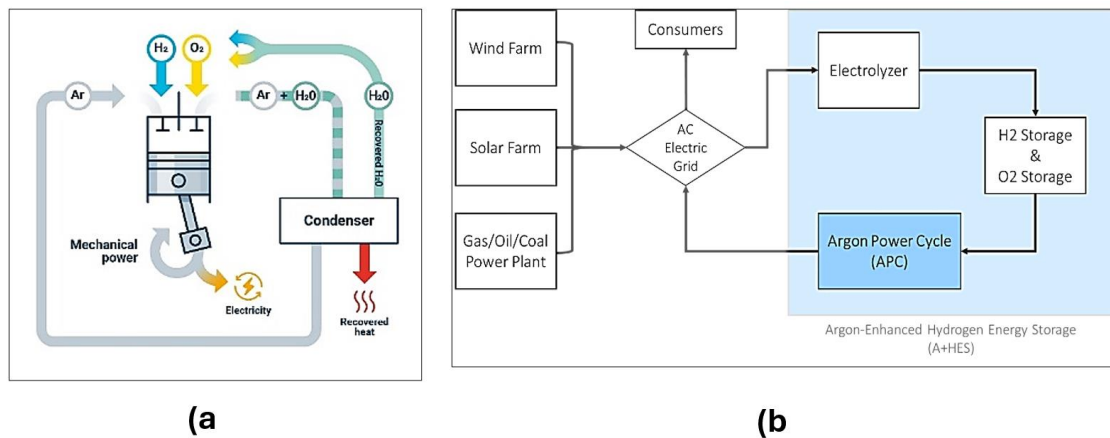 H₂
O₂
Ar
Ar + H₂0
H₂0
Recovered H₂0
Condenser
Mechanical
power
Electricity
Recovered
heat
(a
Wind Farm
Solar Farm
Gas/Oil/Coal
Power Plant
Consumers
AC
Electric
Grid
Electrolyzer
H2 Storage
&
O2 Storage
Argon Power Cycle
(APC)
Argon-Enhanced Hydrogen Energy Storage
(A+HES)
(b